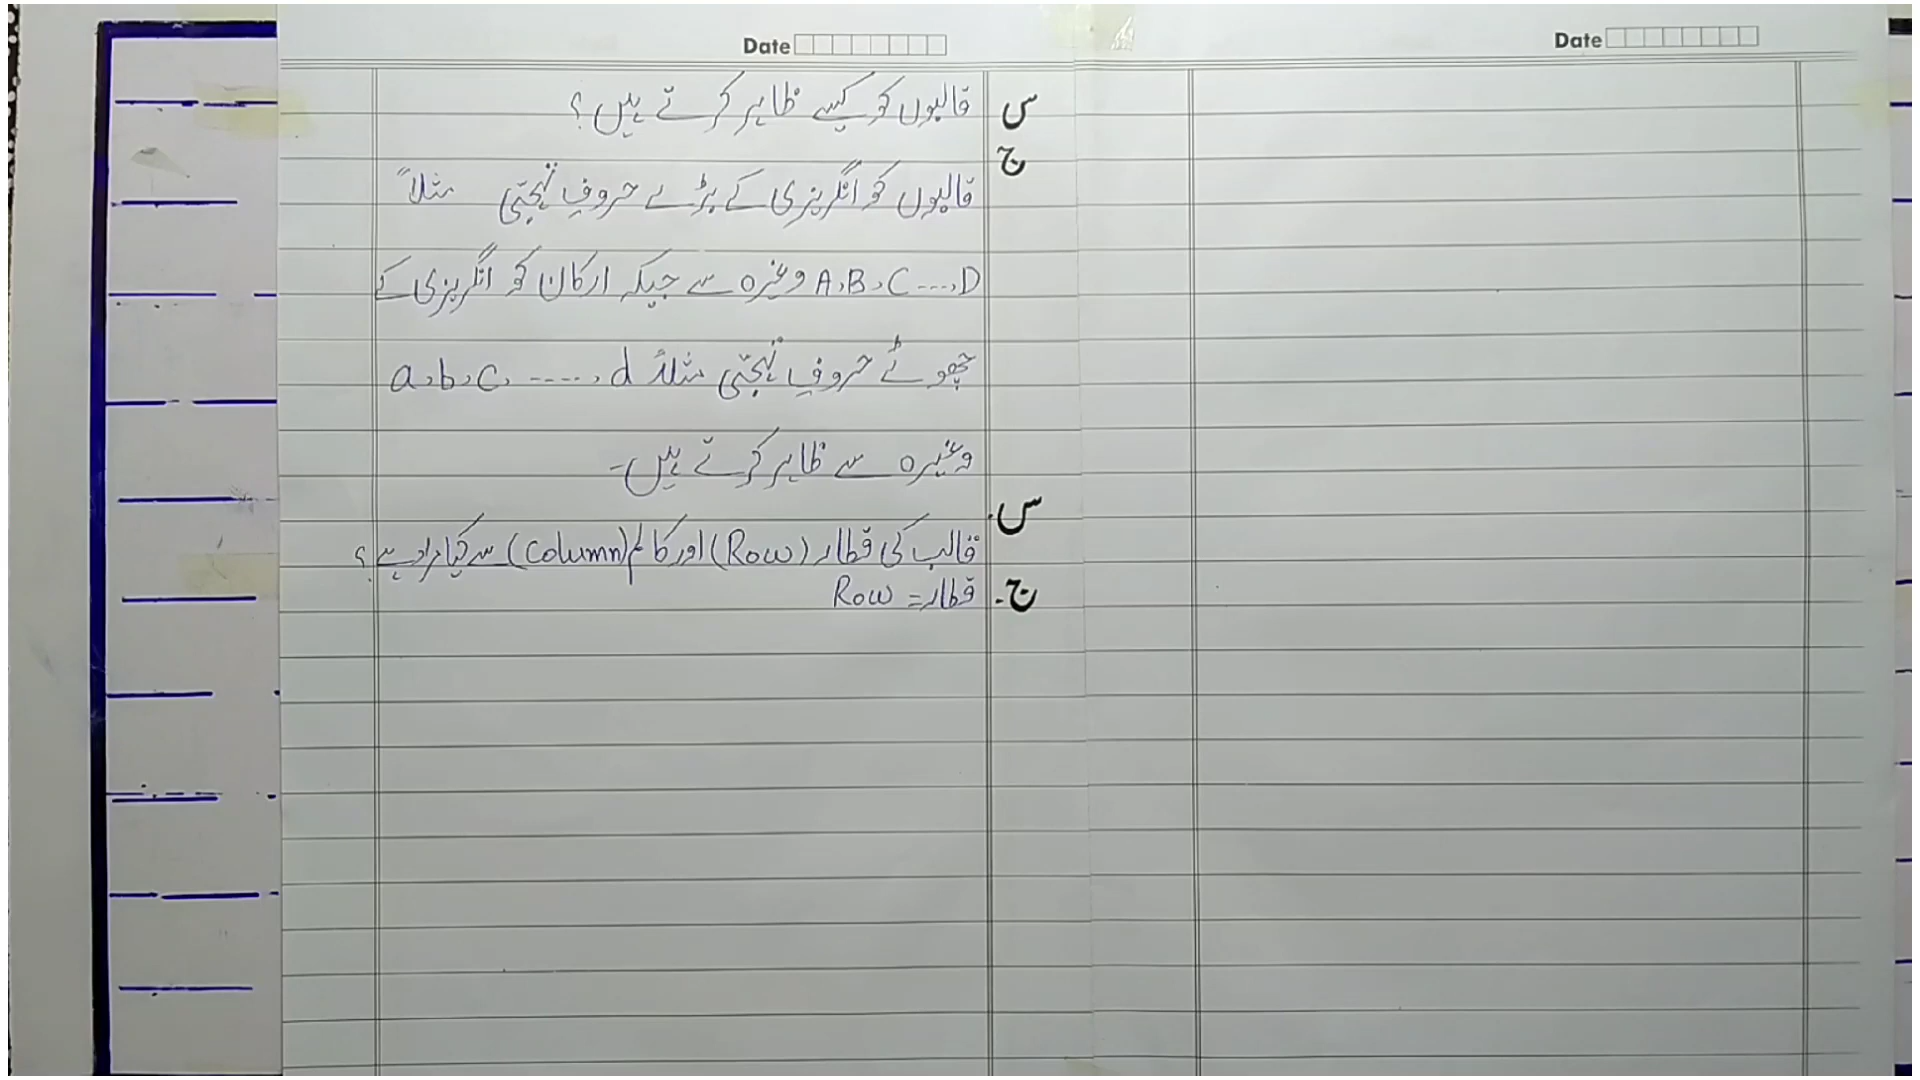 Date
Date
س قالبوں کو کیسے ظاہر کرتے ہیں؟
ج
قالبوں کو انگریزی کے بڑے حروفِ تہجّی مثلاً
A،B،C ....,D وغیرہ سے جبکہ ارکان کو انگریزی کے
چھوٹے حروفِ تہجّی مثلاً a،b،c، .....، d
وغیرہ سے ظاہر کرتے ہیں۔
س۔
قالب کی قطار (Row) اور کالم (Column) سے کیا مراد ہے؟
ج۔ قطار = Row